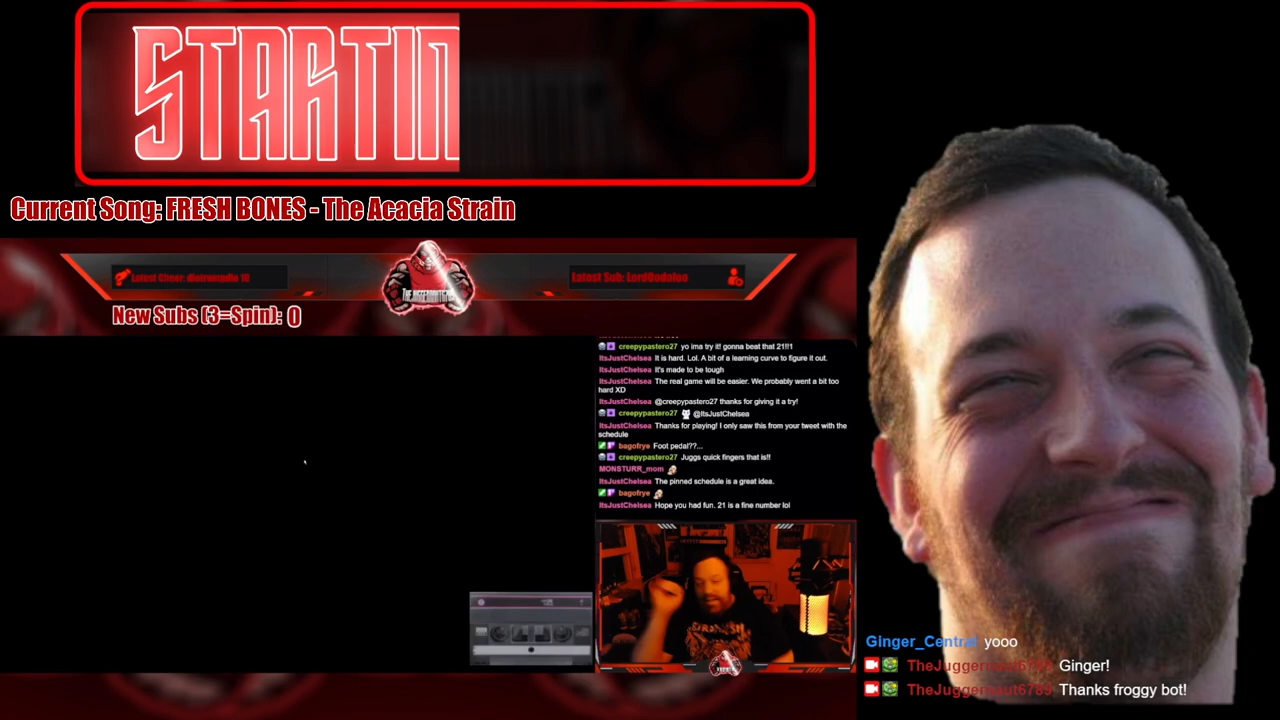 STARTIN
Current Song: FRESH BONES - The Acacia Strain
Latest Sub:
New Subs (3=Spin): 0
creepypastero27 yo ima try it! gonna beat that 21!!1
ItsJustChelsea It is hard. Lol. A bit of a learning curve to figure it out.
ItsJustChelsea It's made to be tough
ItsJustChelsea The real game will be easier. We probably went a bit too
hard XD
ItsJustChelsea @creepypastero27 thanks for giving it a try!
creepypastero27 @ItsJustChelsea
ItsJustChelsea Thanks for playing! I only saw this from your tweet with the
schedule
bagofrye Foot pedal??...
creepypastero27 Juggs quick fingers that is!!
MONSTURR_mom
ItsJustChelsea The pinned schedule is a great idea.
bagofrye
ItsJustChelsea Hope you had fun. 21 is a fine number lol
Ginger_Central yooo
TheJuggernaut6789 Ginger!
TheJuggernaut6789 Thanks froggy bot!